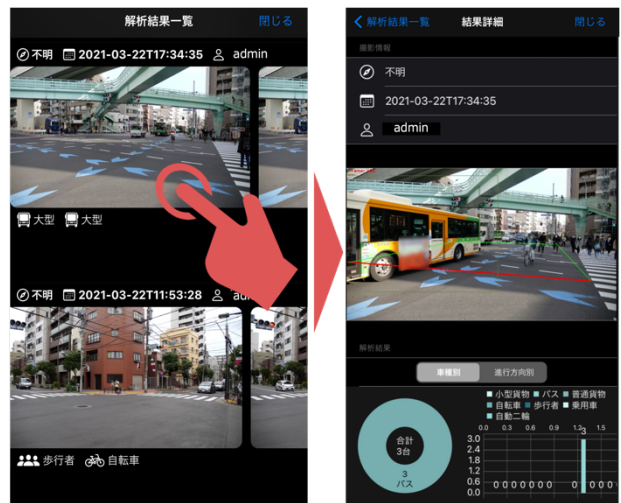 解析結果一覧
閉じる
不明 2021-03-22T17:34:35 admin
大型 大型
不明 2021-03-22T11:53:28
歩行者 自転車
解析結果一覧
結果詳細
閉じる
撮影情報
不明
2021-03-22T17:34:35
admin
解析結果
車種別
進行方向別
小型貨物 バス 普通貨物
自転車 歩行者 乗用車
自動二輪
合計
3台
3
バス
0.0 0.3 0.6 0.9 1.2 1.5
3
3.0
2.4
1.8
1.2
0.6
0.0
0 0 0 0 0 0 0 0 0 0 0